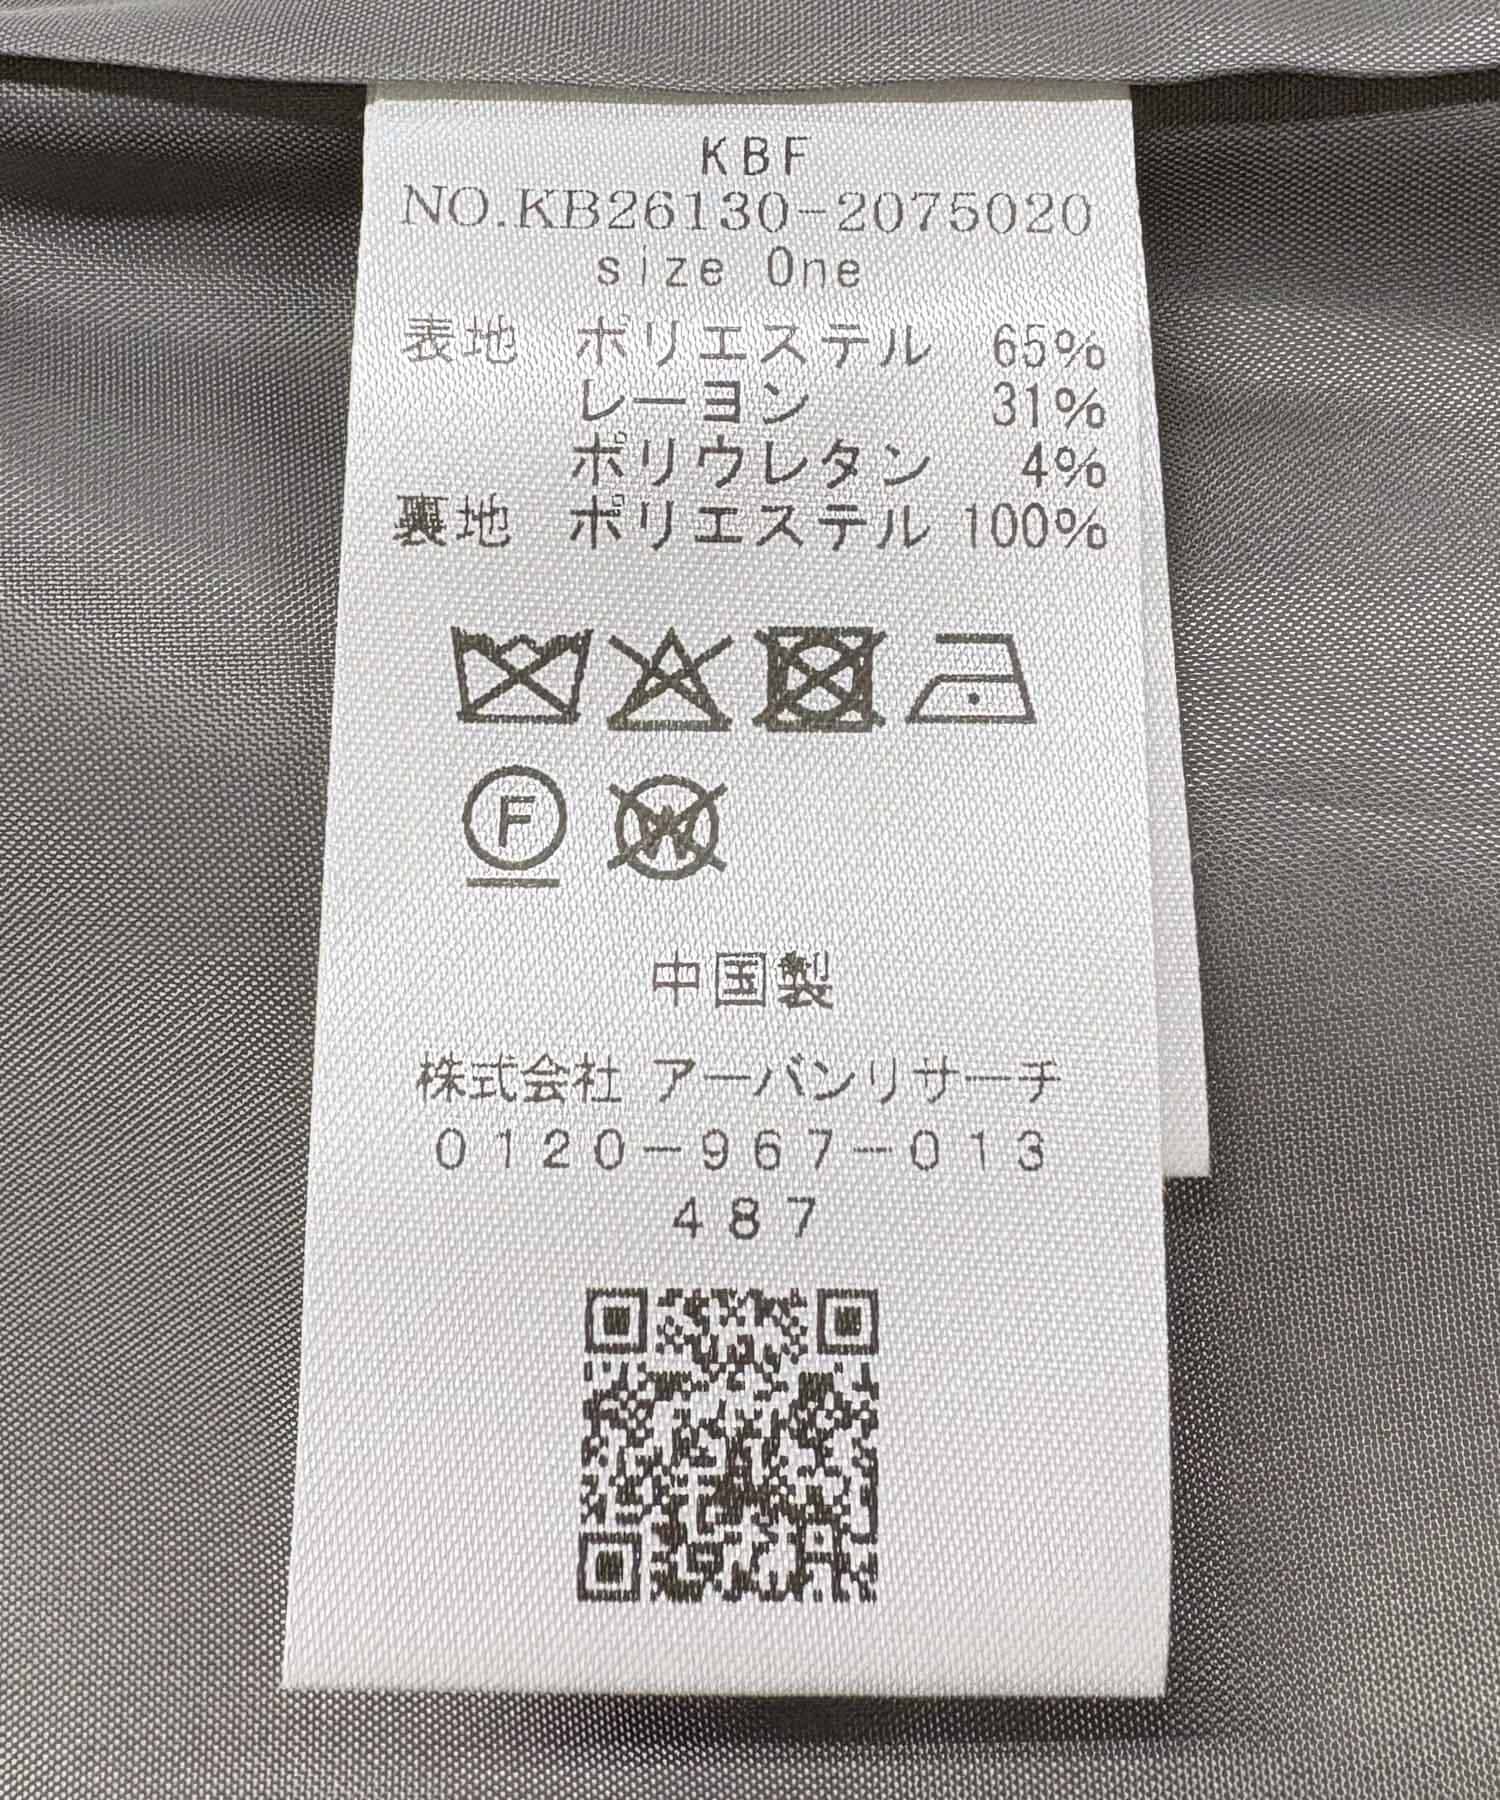 KBF
NO.KB26130-2075020
size One
表地 ポリエステル 65%
レーヨン 31%
ポリウレタン 4%
裏地 ポリエステル 100%
F
W
中国製
株式会社 アーバンリサーチ
0120-967-013
487